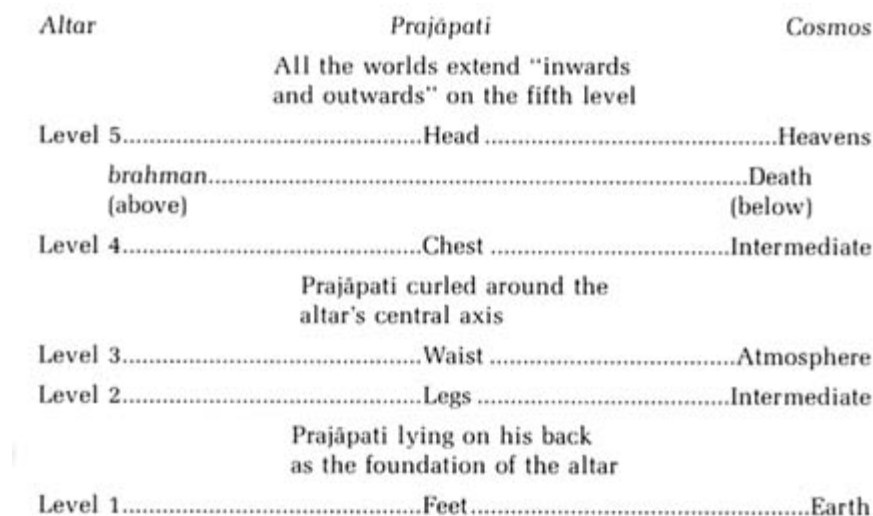 Altar Prajāpati Cosmos
All the worlds extend "inwards
and outwards" on the fifth level
Level 5..............................................Head..............................................Heavens
brahman....................................................................................Death
(above) (below)
Level 4..............................................Chest.....................................Intermediate
Prajāpati curled around the
altar's central axis
Level 3..............................................Waist.....................................Atmosphere
Level 2..............................................Legs.......................................Intermediate
Prajāpati lying on his back
as the foundation of the altar
Level 1..............................................Feet....................................................Earth